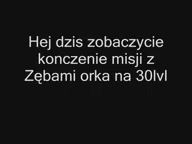 Hej dzis zobaczycie
konczenie misji z
Zębami orka na 30lvl